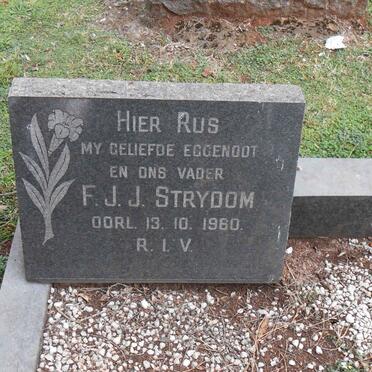 HIER RUS
MY GELIEFDE EGGENOOT
EN ONS VADER
F. J. J. STRYDOM
OORL. 13. 10. 1960.
R. I. V.